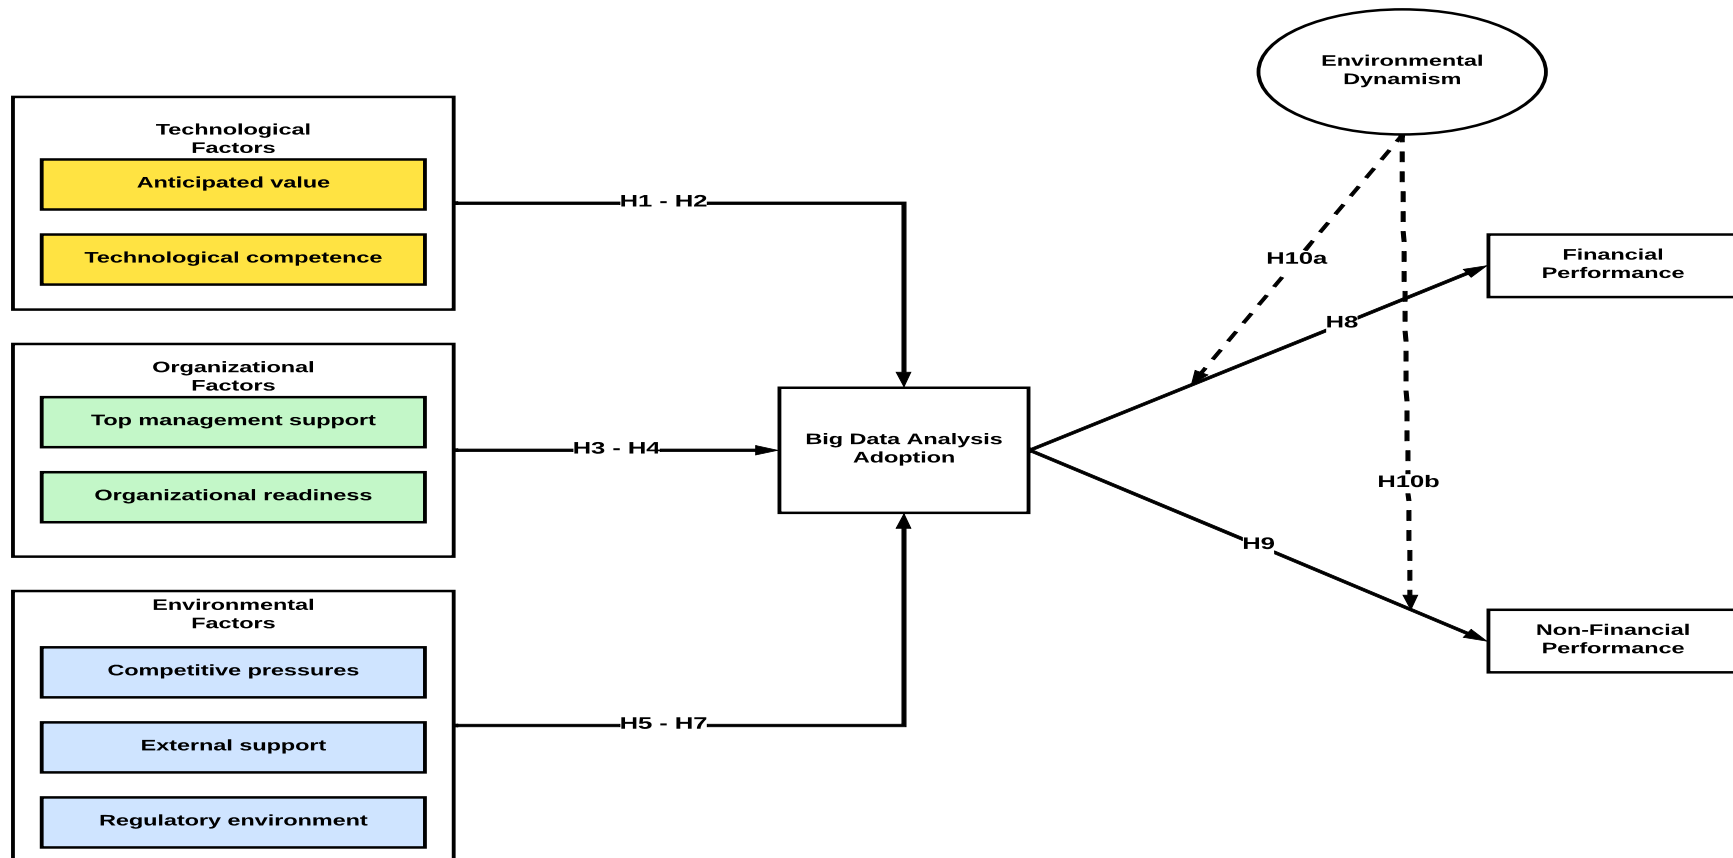 Environmental
Dynamism
Technological
Factors
Anticipated value
Technological competence
H1 - H2
H10a
Financial
Performance
H8
Organizational
Factors
Top management support
Organizational readiness
H3 - H4
Big Data Analysis
Adoption
H10b
H9
Environmental
Factors
Competitive pressures
External support
Regulatory environment
H5 - H7
Non-Financial
Performance